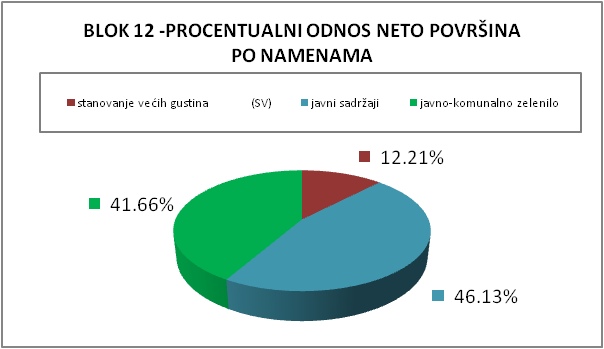 BLOK 12 -PROCENTUALNI ODNOS NETO POVRŠINA
PO NAMENAMA
stanovanje većih gustina (SV) javni sadržaji javno-komunalno zelenilo
12.21%
41.66%
46.13%